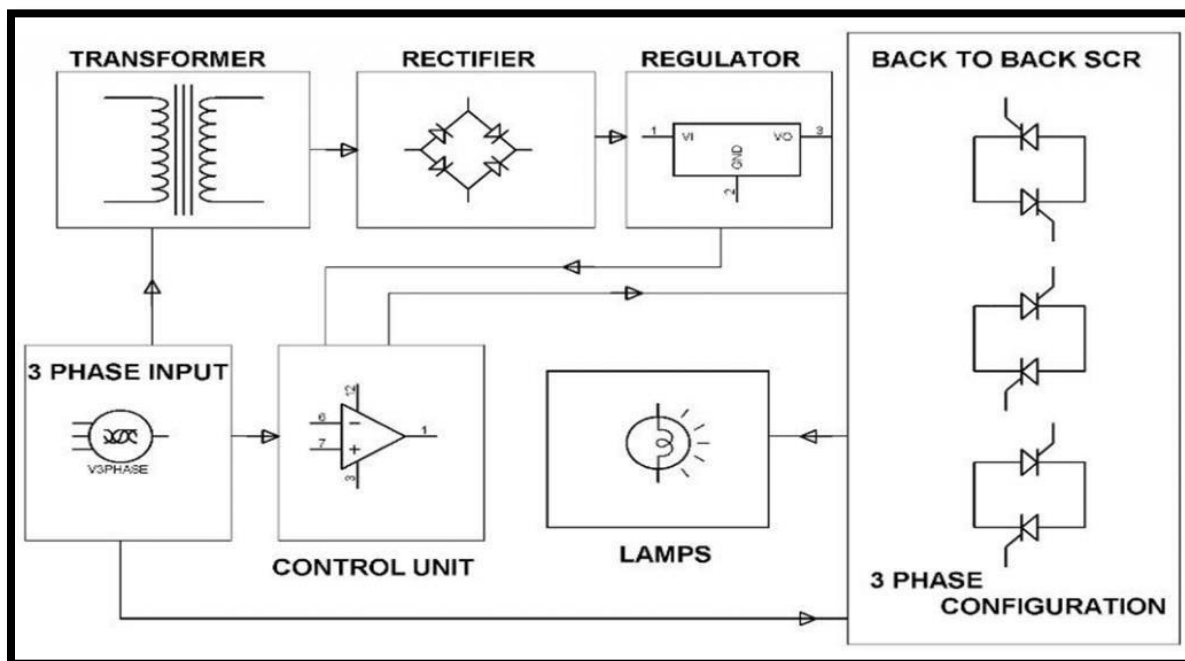 TRANSFORMER
RECTIFIER
REGULATOR
BACK TO BACK SCR
1
VI
VO
3
GND
2
3 PHASE INPUT
V3PHASE
12
6
7
1
3
CONTROL UNIT
LAMPS
3 PHASE
CONFIGURATION